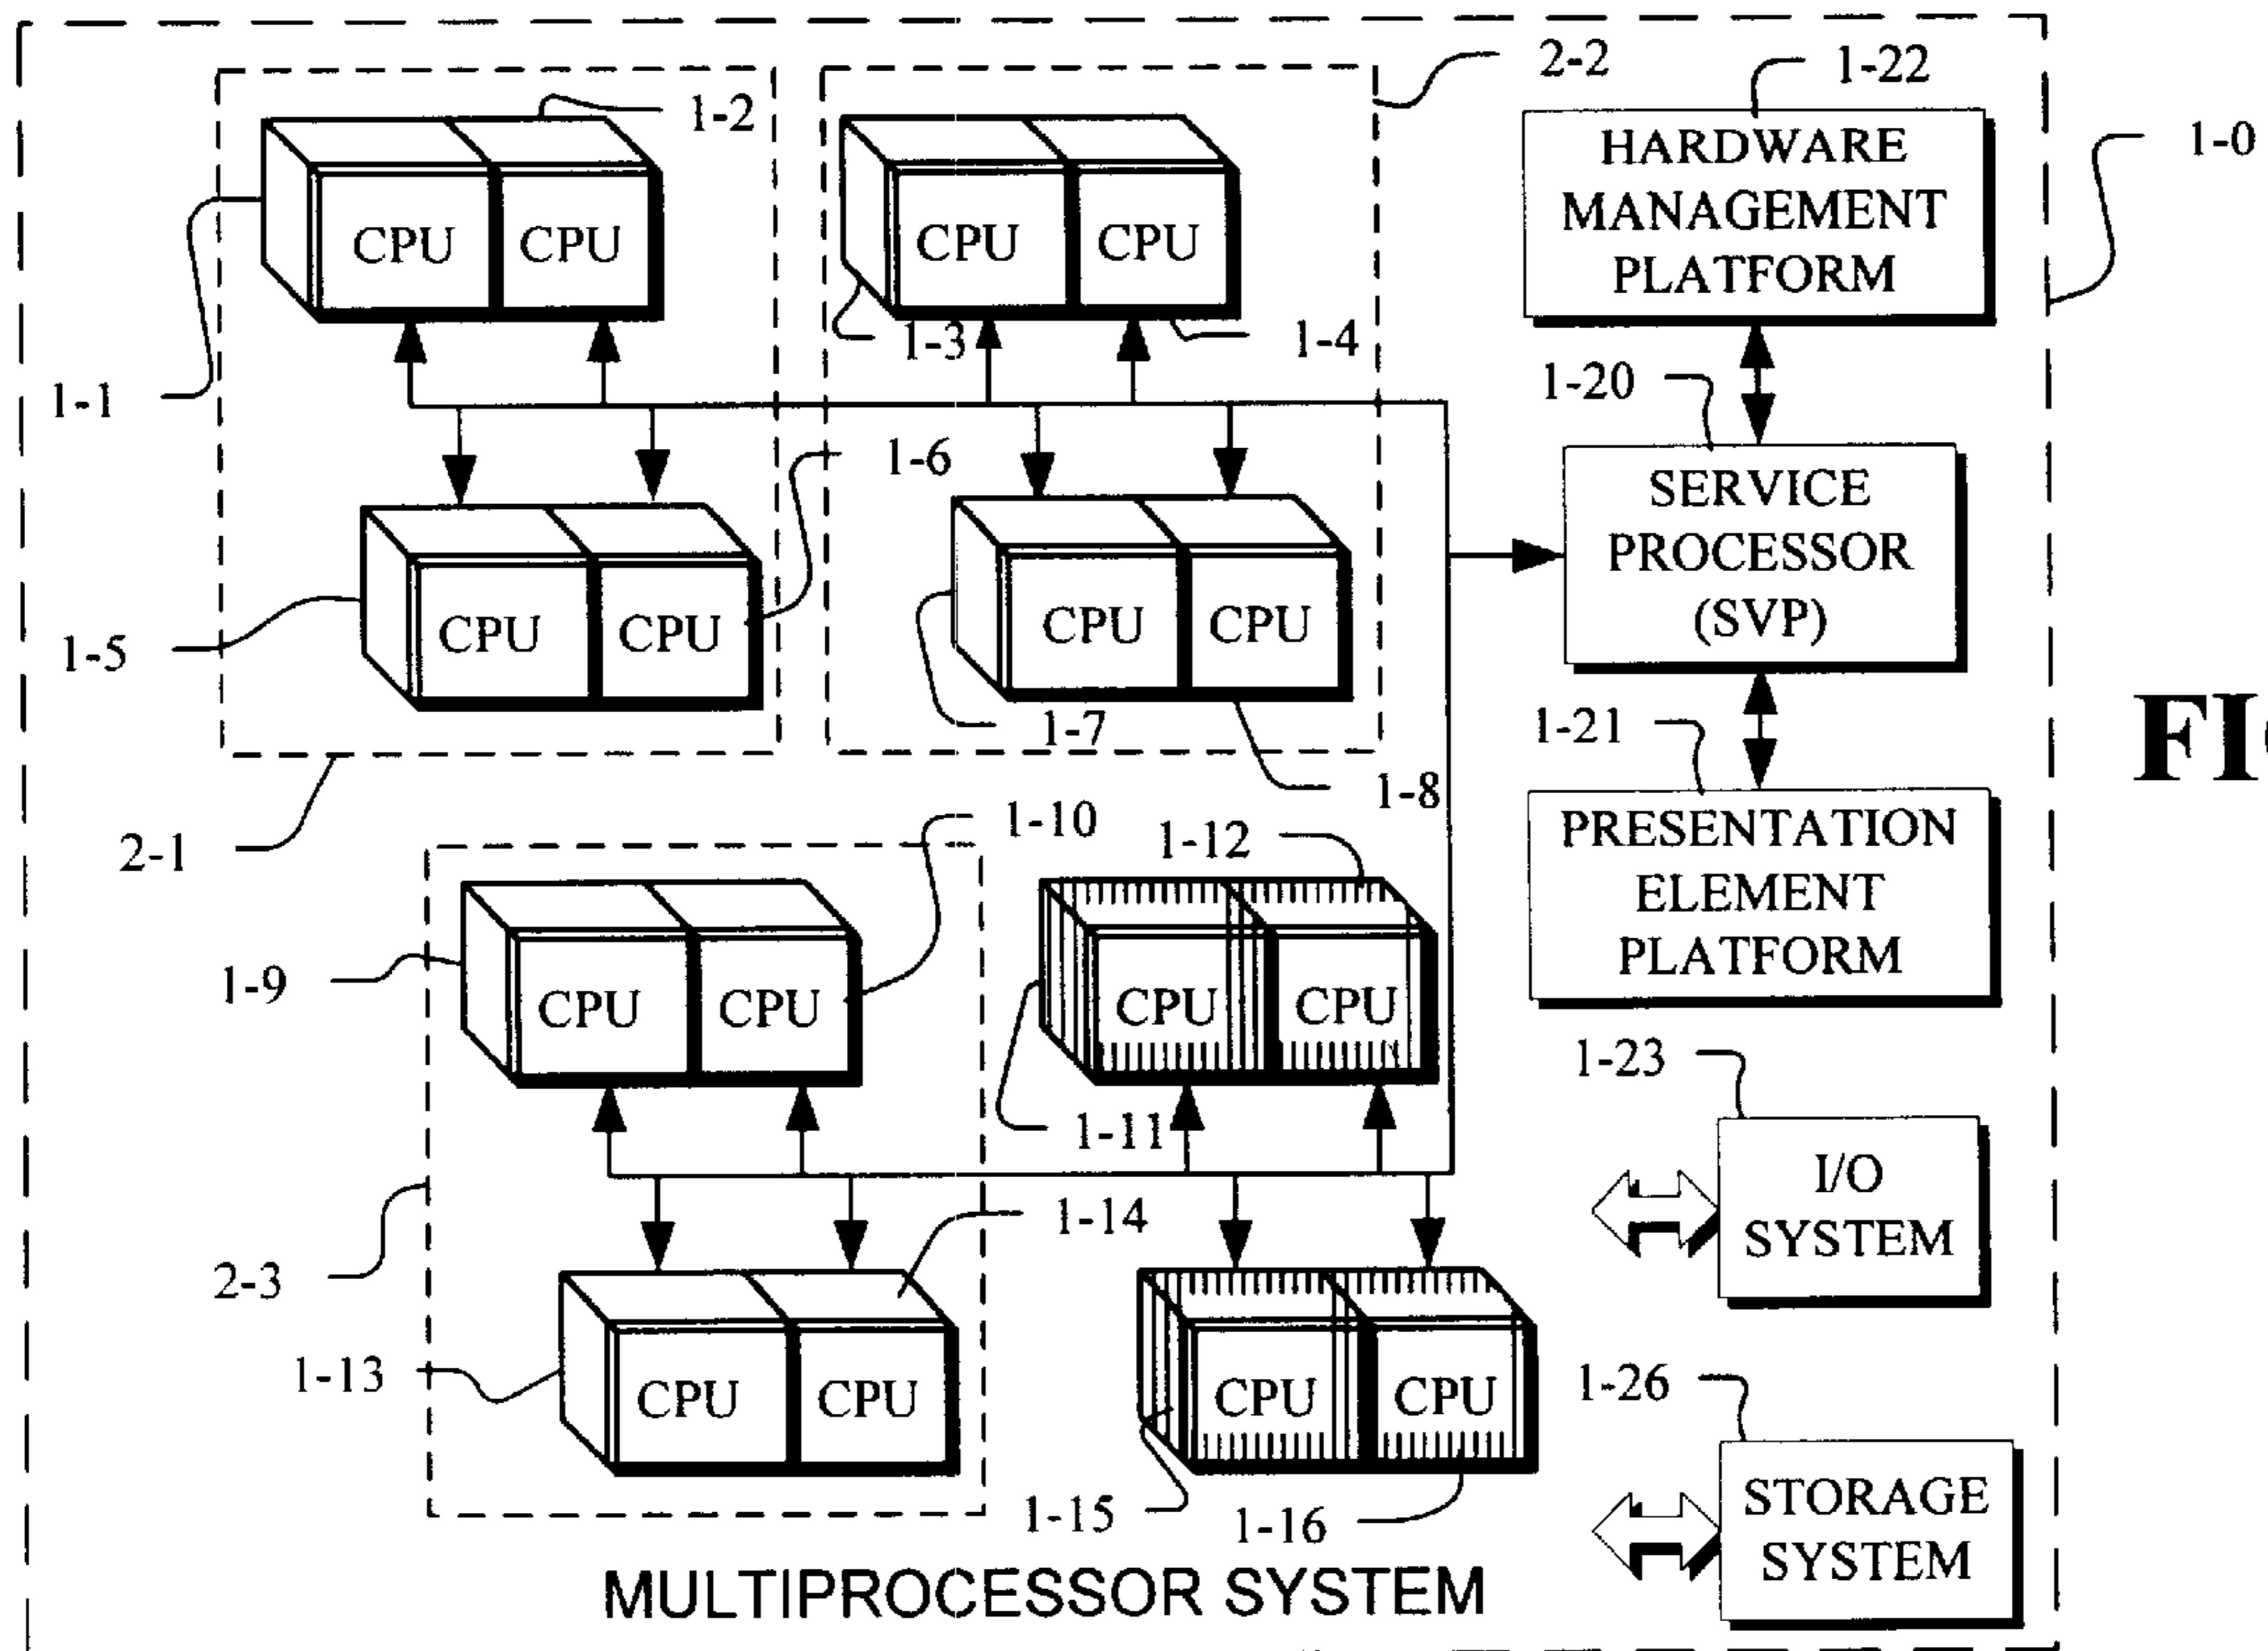 2-2
1-22
1-2
1-0
HARDWARE
MANAGEMENT
PLATFORM
CPU CPU
CPU CPU
1-3
1-4
1-1
1-20
1-6
SERVICE
PROCESSOR
(SVP)
CPU CPU
CPU CPU
1-5
1-7
1-21
1-8
2-1
1-10
1-12
PRESENTATION
ELEMENT
PLATFORM
1-9
CPU CPU
CPU CPU
1-23
1-11
I/O
SYSTEM
1-14
2-3
1-13
CPU CPU
CPU CPU
1-26
1-15
1-16
STORAGE
SYSTEM
MULTIPROCESSOR SYSTEM